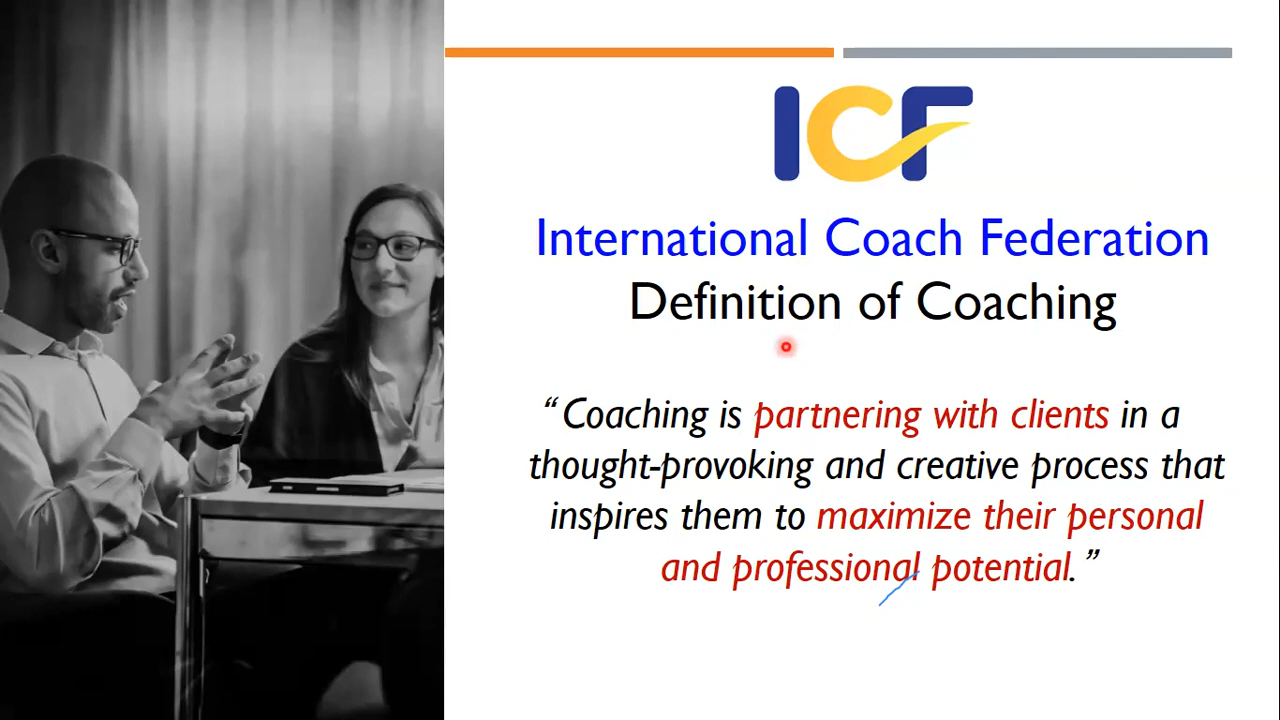 ICF
International Coach Federation
Definition of Coaching
“Coaching is partnering with clients in a
thought-provoking and creative process that
inspires them to maximize their personal
and professional potential.”